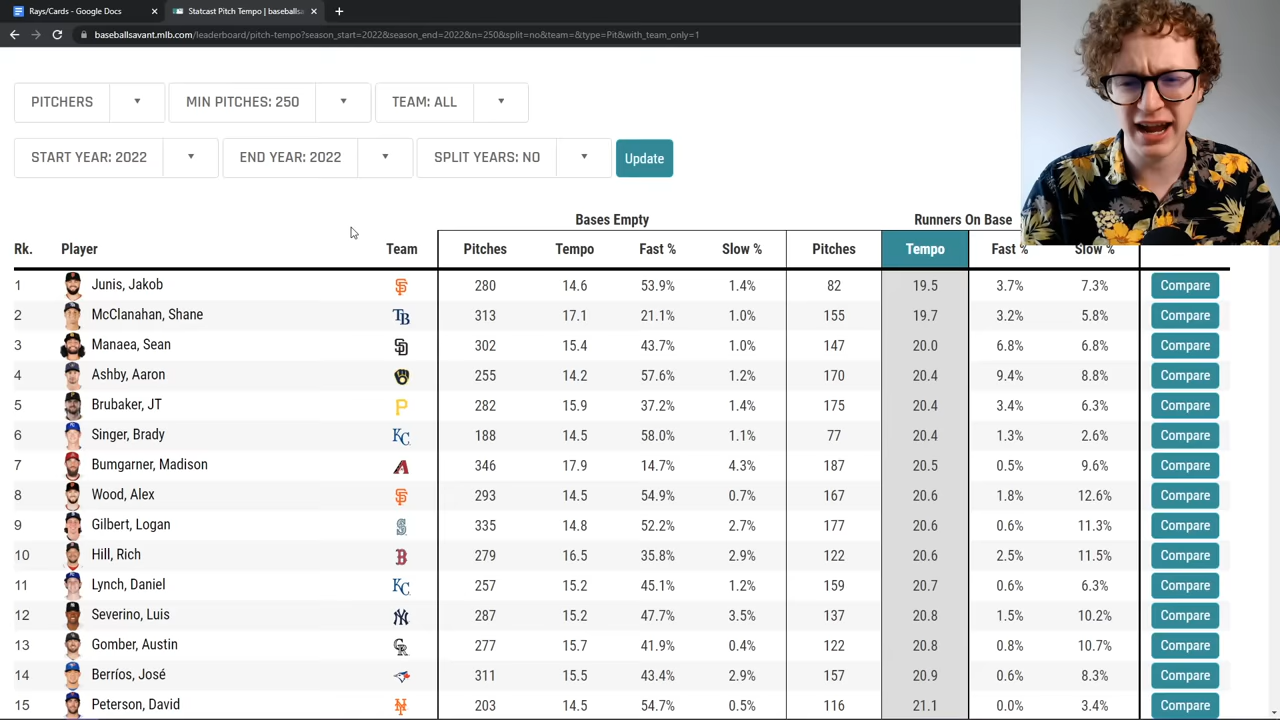 Rays/Cards - Google Docs × Statcast Pitch Tempo | baseballs × +
baseballsavant.mlb.com/leaderboard/pitch-tempo?season_start=2022&season_end=2022&n=250&split=no&team=&type=Pit&with_team_only=1
PITCHERS MIN PITCHES: 250 TEAM: ALL
START YEAR: 2022 END YEAR: 2022 SPLIT YEARS: NO Update
Bases Empty Runners On Base
Rk. Player Team Pitches Tempo Fast % Slow % Pitches Tempo Fast % Slow %
1 Junis, Jakob SF 280 14.6 53.9% 1.4% 82 19.5 3.7% 7.3% Compare
2 McClanahan, Shane TB 313 17.1 21.1% 1.0% 155 19.7 3.2% 5.8% Compare
3 Manaea, Sean SD 302 15.4 43.7% 1.0% 147 20.0 6.8% 6.8% Compare
4 Ashby, Aaron 255 14.2 57.6% 1.2% 170 20.4 9.4% 8.8% Compare
5 Brubaker, JT P 282 15.9 37.2% 1.4% 175 20.4 3.4% 6.3% Compare
6 Singer, Brady KC 188 14.5 58.0% 1.1% 77 20.4 1.3% 2.6% Compare
7 Bumgarner, Madison A 346 17.9 14.7% 4.3% 187 20.5 0.5% 9.6% Compare
8 Wood, Alex SF 293 14.5 54.9% 0.7% 167 20.6 1.8% 12.6% Compare
9 Gilbert, Logan S 335 14.8 52.2% 2.7% 177 20.6 0.6% 11.3% Compare
10 Hill, Rich B 279 16.5 35.8% 2.9% 122 20.6 2.5% 11.5% Compare
11 Lynch, Daniel KC 257 15.2 45.1% 1.2% 159 20.7 0.6% 6.3% Compare
12 Severino, Luis NY 287 15.2 47.7% 3.5% 137 20.8 1.5% 10.2% Compare
13 Gomber, Austin CR 277 15.7 41.9% 0.4% 122 20.8 0.8% 10.7% Compare
14 Berríos, José 311 15.5 43.4% 2.9% 157 20.9 0.6% 8.3% Compare
15 Peterson, David NY 203 14.5 54.7% 0.5% 116 21.1 0.0% 3.4% Compare